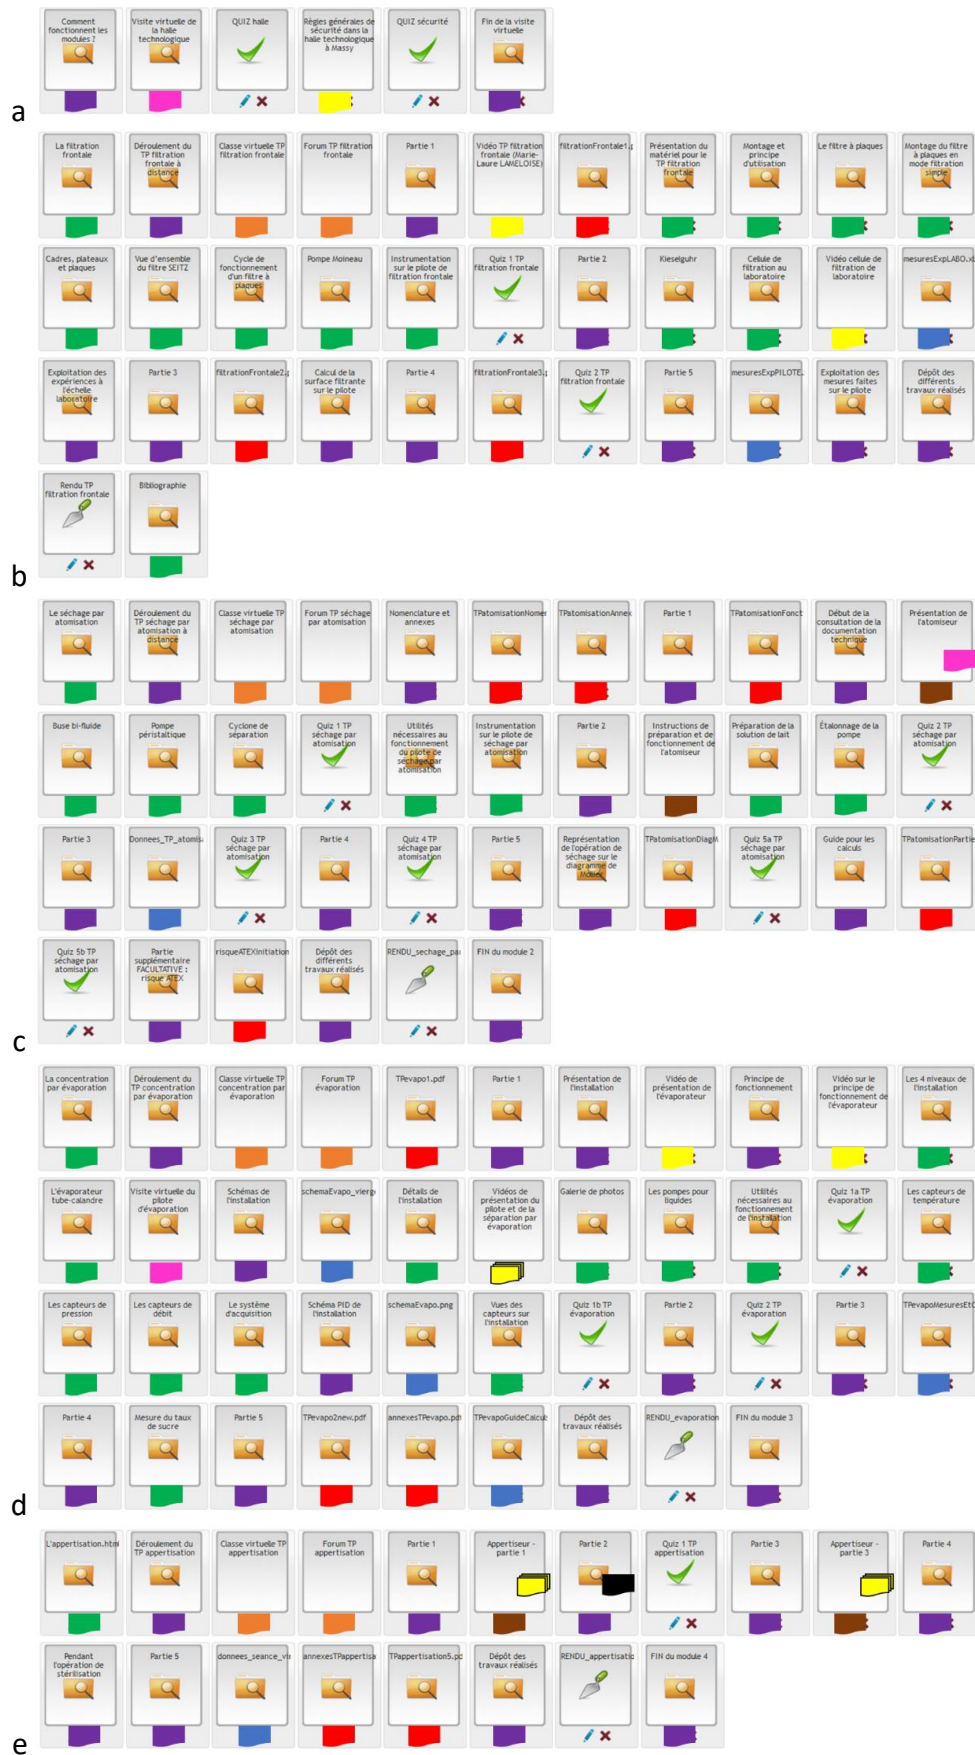 Comment fonctionnent les modules ?
Visite virtuelle de la halle technologique
QUIZ halle
Règles générales de sécurité dans la halle technologique à Massy
QUIZ sécurité
Fin de la visite virtuelle
a
La filtration frontale
Déroulement du TP filtration frontale à distance
Classe virtuelle TP filtration frontale
Forum TP filtration frontale
Partie 1
Vidéo TP filtration frontale (Marie-Laure LAMELOISE)
filtrationFrontale1.p
Présentation du matériel pour le TP filtration frontale
Montage et principe d'utilisation
Le filtre à plaques
Montage du filtre à plaques en mode filtration simple
Cadres, plateaux et plaques
Vue d'ensemble du filtre SEITZ
Cycle de fonctionnement d'un filtre à plaques
Pompe Moineau
Instrumentation sur le pilote de filtration frontale
Quiz 1 TP filtration frontale
Partie 2
Kieselguhr
Cellule de filtration au laboratoire
Vidéo cellule de filtration de laboratoire
mesuresExpLABO.xl
Exploitation des expériences à l'échelle laboratoire
Partie 3
filtrationFrontale2.p
Calcul de la surface filtrante sur le pilote
Partie 4
filtrationFrontale3.p
Quiz 2 TP filtration frontale
Partie 5
mesuresExpPILOTE.
Exploitation des mesures faites sur le pilote
Dépôt des différents travaux réalisés
Rendu TP filtration frontale
Bibliographie
b
Le séchage par atomisation
Déroulement du TP séchage par atomisation à distance
Classe virtuelle TP séchage par atomisation
Forum TP séchage par atomisation
Nomenclature et annexes
TPatomisationNomen
TPatomisationAnnex
Partie 1
TPatomisationFonct
Début de la consultation de la documentation technique
Présentation de l'atomiseur
Buse bi-fluide
Pompe péristaltique
Cyclone de séparation
Quiz 1 TP séchage par atomisation
Utilités nécessaires au fonctionnement du pilote de séchage par atomisation
Instrumentation sur le pilote de séchage par atomisation
Partie 2
Instructions de préparation et de fonctionnement de l'atomiseur
Préparation de la solution de lait
Étalonnage de la pompe
Quiz 2 TP séchage par atomisation
Partie 3
Donnees_TP_atomisa
Quiz 3 TP séchage par atomisation
Partie 4
Quiz 4 TP séchage par atomisation
Partie 5
Représentation de l'opération de séchage sur le diagramme de Mollier
TPatomisationDiagM
Quiz 5a TP séchage par atomisation
Guide pour les calculs
TPatomisationPartie
Quiz 5b TP séchage par atomisation
Partie supplémentaire FACULTATIVE : risque ATEX
risqueATEXinitiation
Dépôt des différents travaux réalisés
RENDU_sechage_pa
FIN du module 2
c
La concentration par évaporation
Déroulement du TP concentration par évaporation
Classe virtuelle TP concentration par évaporation
Forum TP évaporation
TPevapo1.pdf
Partie 1
Présentation de l'installation
Vidéo de présentation de l'évaporateur
Principe de fonctionnement
Vidéo sur le principe de fonctionnement de l'évaporateur
Les 4 niveaux de l'installation
L'évaporateur tube-calandre
Visite virtuelle du pilote d'évaporation
Schémas de l'installation
schemaEvapo_vierge
Détails de l'installation
Vidéos de présentation du pilote et de la séparation par évaporation
Galerie de photos
Les pompes pour liquides
Utilités nécessaires au fonctionnement de l'installation
Quiz 1a TP évaporation
Les capteurs de température
Les capteurs de pression
Les capteurs de débit
Le système d'acquisition
Schéma PID de l'installation
schemaEvapo.png
Vues des capteurs sur l'installation
Quiz 1b TP évaporation
Partie 2
Quiz 2 TP évaporation
Partie 3
TPevapoMesuresEtC
Partie 4
Mesure du taux de sucre
Partie 5
TPevapo2new.pdf
annexesTPevapo.pdf
TPevapoGuideCalcul
Dépôt des travaux réalisés
RENDU_evaporation
FIN du module 3
d
L'appertisation.html
Déroulement du TP appertisation
Classe virtuelle TP appertisation
Forum TP appertisation
Partie 1
Appertiseur - partie 1
Partie 2
Quiz 1 TP appertisation
Partie 3
Appertiseur - partie 3
Partie 4
Pendant l'opération de stérilisation
Partie 5
donnees_seance_vir
annexesTPappertisa
TPappertisation5.pd
Dépôt des travaux réalisés
RENDU_appertisatio
FIN du module 4
e